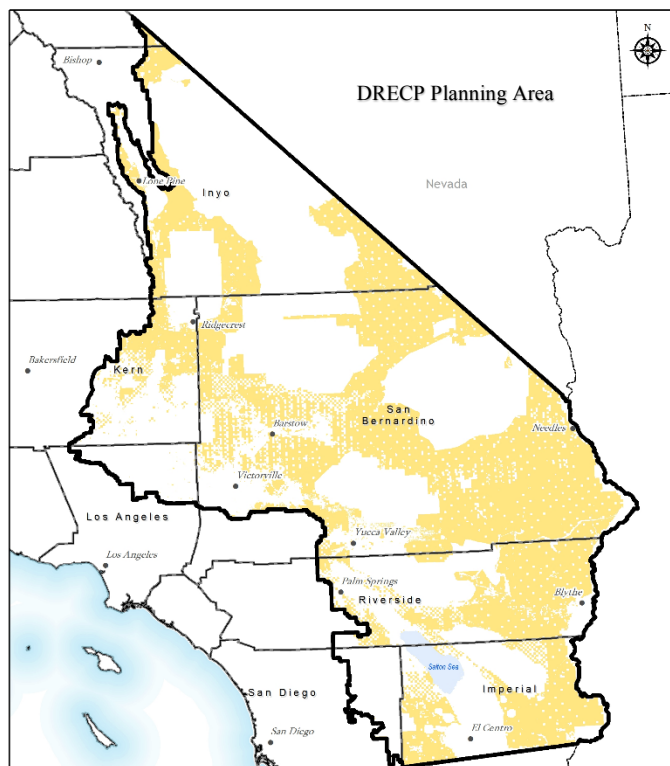 N
Bishop
DRECP Planning Area
Lone Pine
Inyo
Nevada
Ridgecrest
Bakersfield
Kern
San
Bernardino
Barstow
Needles
Victorville
Los Angeles
Yucca Valley
Los Angeles
Palm Springs
Riverside
Blythe
Salton Sea
San Diego
Imperial
San Diego
El Centro